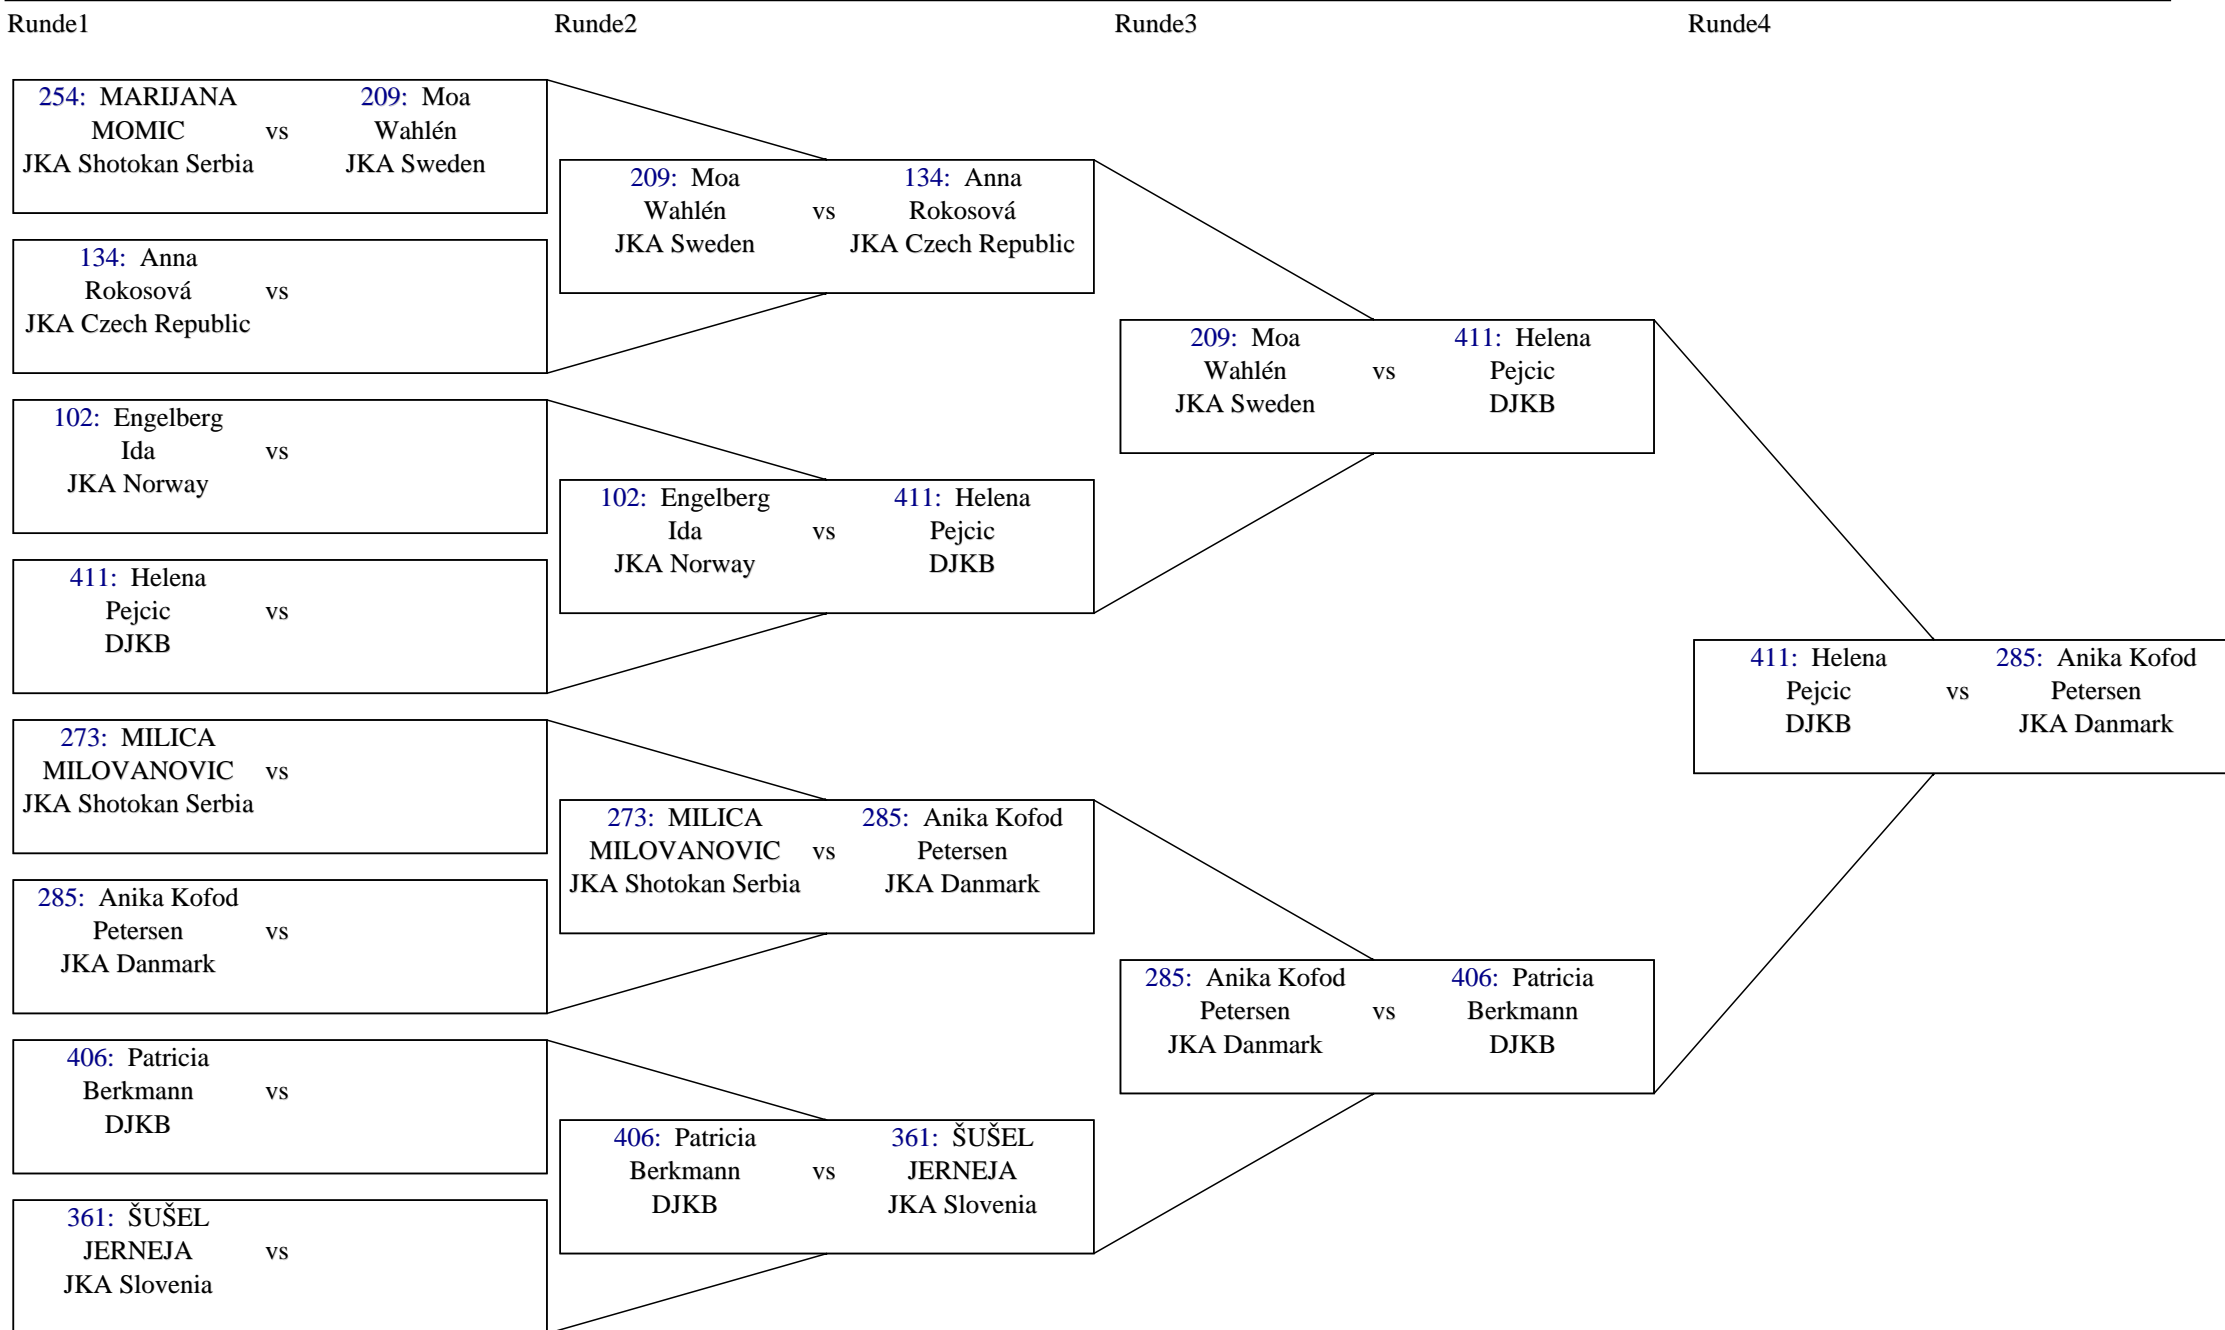 Runde1 Runde2 Runde3 Runde4
254: MARIJANA 209: Moa
MOMIC vs Wahlén
JKA Shotokan Serbia JKA Sweden
134: Anna
Rokosová vs
JKA Czech Republic
102: Engelberg
Ida vs
JKA Norway
411: Helena
Pejcic vs
DJKB
273: MILICA
MILOVANOVIC vs
JKA Shotokan Serbia
285: Anika Kofod
Petersen vs
JKA Danmark
406: Patricia
Berkmann vs
DJKB
361: ŠUŠEL
JERNEJA vs
JKA Slovenia
209: Moa 134: Anna
Wahlén vs Rokosová
JKA Sweden JKA Czech Republic
102: Engelberg 411: Helena
Ida vs Pejcic
JKA Norway DJKB
273: MILICA 285: Anika Kofod
MILOVANOVIC vs Petersen
JKA Shotokan Serbia JKA Danmark
406: Patricia 361: ŠUŠEL
Berkmann vs JERNEJA
DJKB JKA Slovenia
209: Moa 411: Helena
Wahlén vs Pejcic
JKA Sweden DJKB
285: Anika Kofod 406: Patricia
Petersen vs Berkmann
JKA Danmark DJKB
411: Helena 285: Anika Kofod
Pejcic vs Petersen
DJKB JKA Danmark